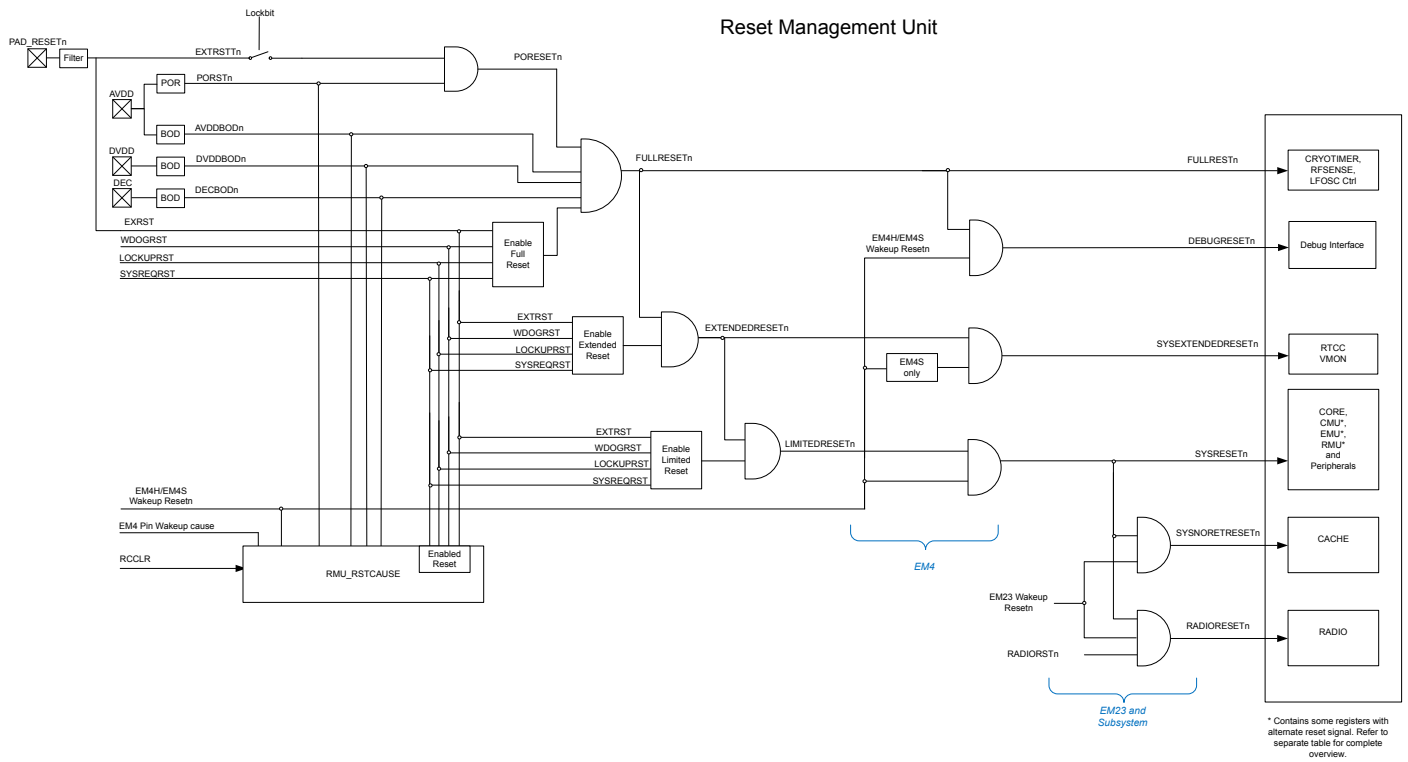 Reset Management Unit
Lockbit
PAD_RESETn
Filter
EXTRSTTn
PORESETn
POR
PORSTn
AVDD
BOD
AVDDBODn
DVDD
BOD
DVDDBODn
DEC
BOD
DECBODn
FULLRESETn
FULLRESTn
CRYOTIMER,
RFSENSE,
LFOSC Ctrl
EXRST
WDOGRST
LOCKUPRST
SYSREQRST
Enable
Full
Reset
EM4H/EM4S
Wakeup Resetn
DEBUGRESETn
Debug Interface
EXTRST
WDOGRST
LOCKUPRST
SYSREQRST
Enable
Extended
Reset
EXTENDEDRESETn
EM4S
only
SYSEXTENDEDRESETn
RTCC
VMON
EXTRST
WDOGRST
LOCKUPRST
SYSREQRST
Enable
Limited
Reset
LIMITEDRESETn
SYSRESETn
CORE,
CMU*,
EMU*,
RMU*
and
Peripherals
EM4H/EM4S
Wakeup Resetn
EM4 Pin Wakeup cause
RCCLR
Enabled
Reset
RMU_RSTCAUSE
EM4
SYSNORETRESETn
CACHE
EM23 Wakeup
Resetn
RADIORESETn
RADIO
RADIORSTn
EM23 and
Subsystem
* Contains some registers with
alternate reset signal. Refer to
separate table for complete
overview.